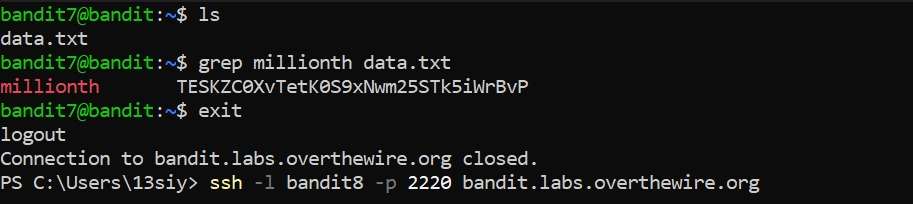 bandit7@bandit:~$ ls
data.txt
bandit7@bandit:~$ grep millionth data.txt
millionth       TESKZC0XvTetK0S9xNwm25STk5iWrBvP
bandit7@bandit:~$ exit
logout
Connection to bandit.labs.overthewire.org closed.
PS C:\Users\13siy> ssh -l bandit8 -p 2220 bandit.labs.overthewire.org